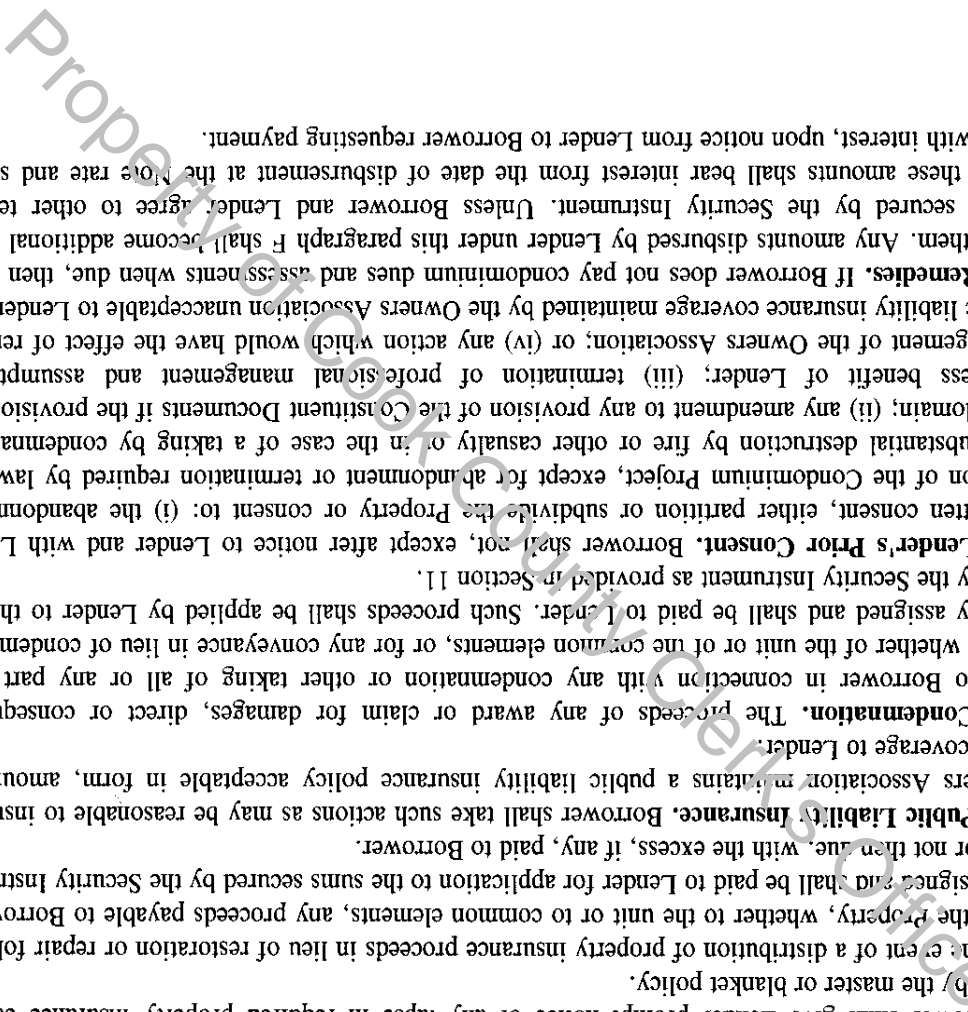 give Lender prompt notice of any lapse in required property insurance
by the master or blanket policy.
ne event of a distribution of property insurance proceeds in lieu of restoration or repair fol
the Property, whether to the unit or to common elements, any proceeds payable to Borrow
signed and shall be paid to Lender for application to the sums secured by the Security Instr
or not then due, with the excess, if any, paid to Borrower.
Public Liability Insurance. Borrower shall take such actions as may be reasonable to insu
ers Association maintains a public liability insurance policy acceptable in form, amoun
coverage to Lender.
Condemnation. The proceeds of any award or claim for damages, direct or consequ
o Borrower in connection with any condemnation or other taking of all or any part
whether of the unit or of the common elements, or for any conveyance in lieu of condemn
y assigned and shall be paid to Lender. Such proceeds shall be applied by Lender to th
y the Security Instrument as provided in Section 11.
Lender's Prior Consent. Borrower shall not, except after notice to Lender and with L
tten consent, either partition or subdivide the Property or consent to: (i) the abandonm
on of the Condominium Project, except for abandonment or termination required by law
ubstantial destruction by fire or other casualty or in the case of a taking by condemna
domain; (ii) any amendment to any provision of the Constituent Documents if the provisio
ess benefit of Lender; (iii) termination of professional management and assumpt
gement of the Owners Association; or (iv) any action which would have the effect of ren
c liability insurance coverage maintained by the Owners Association unacceptable to Lender
Remedies. If Borrower does not pay condominium dues and assessments when due, then
them. Any amounts disbursed by Lender under this paragraph F shall become additional
secured by the Security Instrument. Unless Borrower and Lender agree to other te
these amounts shall bear interest from the date of disbursement at the Note rate and s
with interest, upon notice from Lender to Borrower requesting payment.
Property of Cook County Clerk's Office